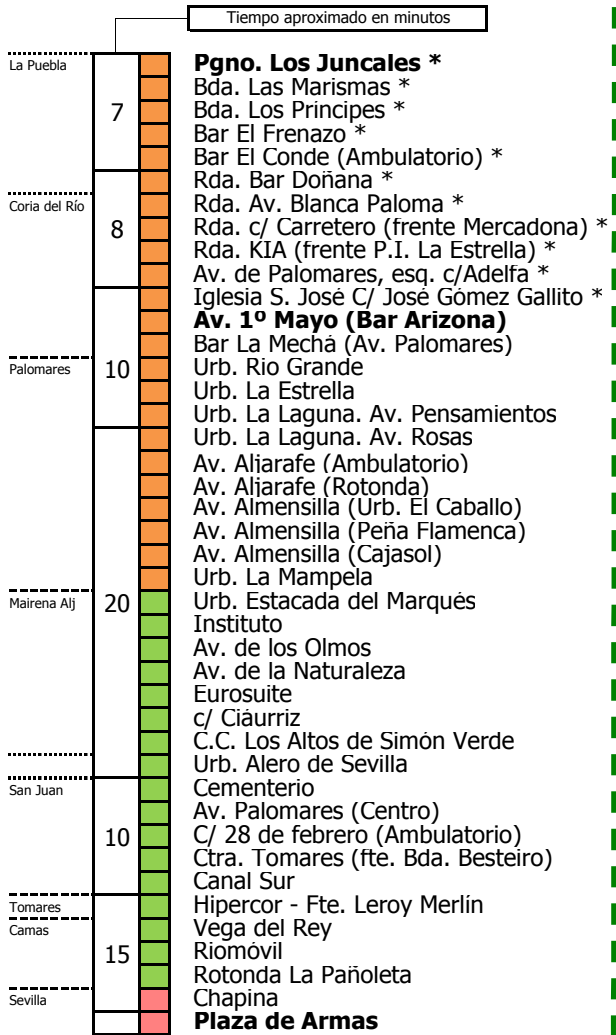 Tiempo aproximado en minutos
La Puebla
7
Pgno. Los Juncales *
Bda. Las Marismas *
Bda. Los Príncipes *
Bar El Frenazo *
Bar El Conde (Ambulatorio) *
Coria del Río
8
Rda. Bar Doñana *
Rda. Av. Blanca Paloma *
Rda. c/ Carretero (frente Mercadona) *
Rda. KIA (frente P.I. La Estrella) *
Av. de Palomares, esq. c/Adelfa *
Palomares
10
Iglesia S. José C/ José Gómez Gallito *
Av. 1º Mayo (Bar Arizona)
Bar La Mechá (Av. Palomares)
Urb. Rio Grande
Urb. La Estrella
Urb. La Laguna. Av. Pensamientos
Mairena Alj
20
Urb. La Laguna. Av. Rosas
Av. Aljarafe (Ambulatorio)
Av. Aljarafe (Rotonda)
Av. Almensilla (Urb. El Caballo)
Av. Almensilla (Peña Flamenca)
Av. Almensilla (Cajasol)
Urb. La Mampela
Urb. Estacada del Marqués
Instituto
Av. de los Olmos
Av. de la Naturaleza
Eurosuite
c/ Ciáurriz
C.C. Los Altos de Simón Verde
Urb. Alero de Sevilla
San Juan
10
Cementerio
Av. Palomares (Centro)
C/ 28 de febrero (Ambulatorio)
Ctra. Tomares (fte. Bda. Besteiro)
Canal Sur
Tomares
Camas
15
Hipercor - Fte. Leroy Merlín
Vega del Rey
Riomóvil
Rotonda La Pañoleta
Sevilla
Chapina
Plaza de Armas